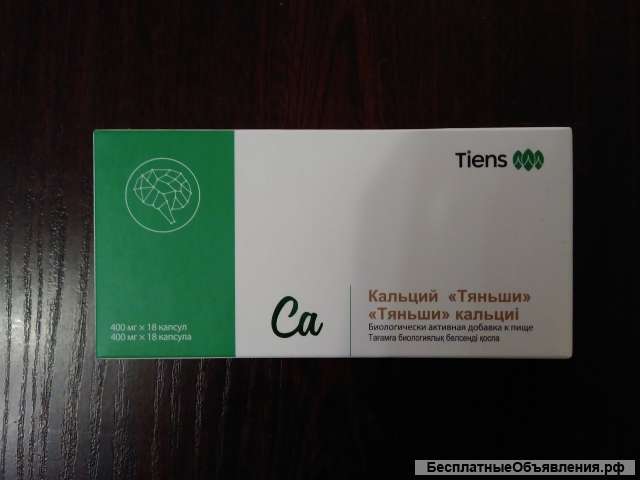 Tiens
Ca
Кальций «Тяньши»
«Тяньши» кальциі
Биологически активная добавка к пище
Тағамға биологиялық белсенді қоспа
400 мг × 18 капсул
400 мг × 18 капсула
БесплатныеОбъявления.рф